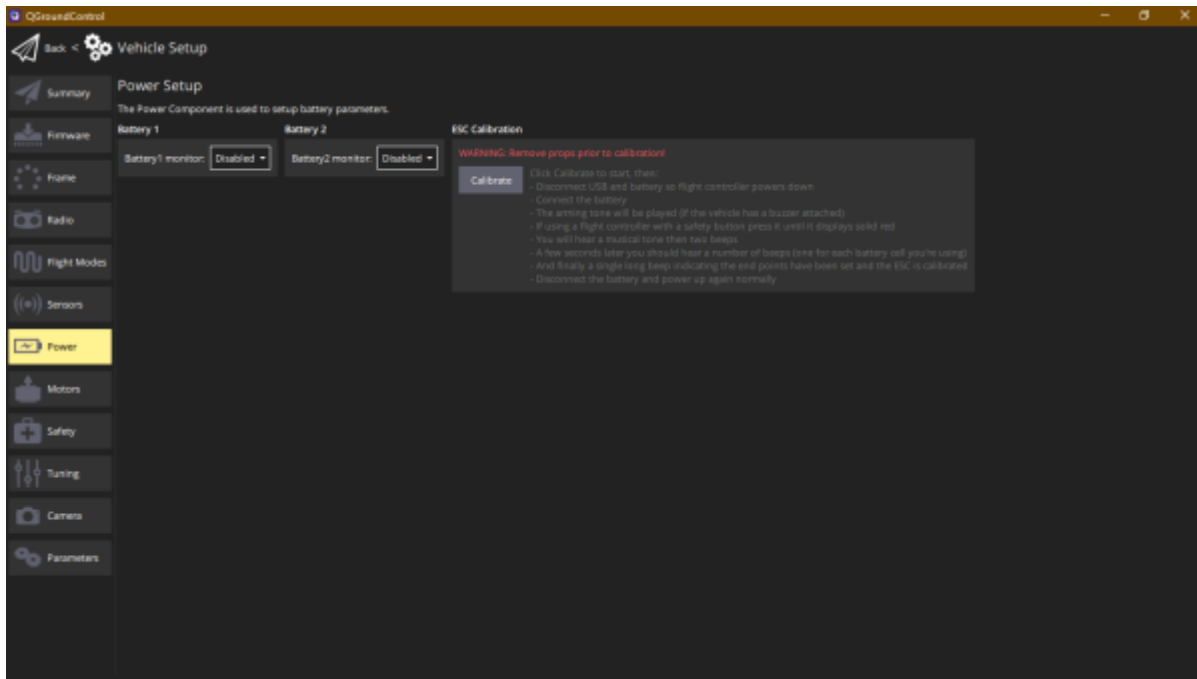 QGroundControl
Back < Vehicle Setup
Summary
Firmware
Frame
Radio
Flight Modes
Sensors
Power
Motors
Safety
Tuning
Camera
Parameters
Power Setup
The Power Component is used to setup battery parameters.
Battery 1
Battery1 monitor: Disabled
Battery 2
Battery2 monitor: Disabled
ESC Calibration
WARNING: Remove props prior to calibration!
Calibrate
Click Calibrate to start, then:
- Disconnect USB and battery so flight controller powers down
- Connect the battery
- The arming tone will be played (if the vehicle has a buzzer attached)
- If using a flight controller with a safety button press it until it displays solid red
- You will hear a musical tone then two beeps
- A few seconds later you should hear a number of beeps (one for each battery cell you're using)
- And finally a single long beep indicating the end points have been set and the ESC is calibrated
- Disconnect the battery and power up again normally